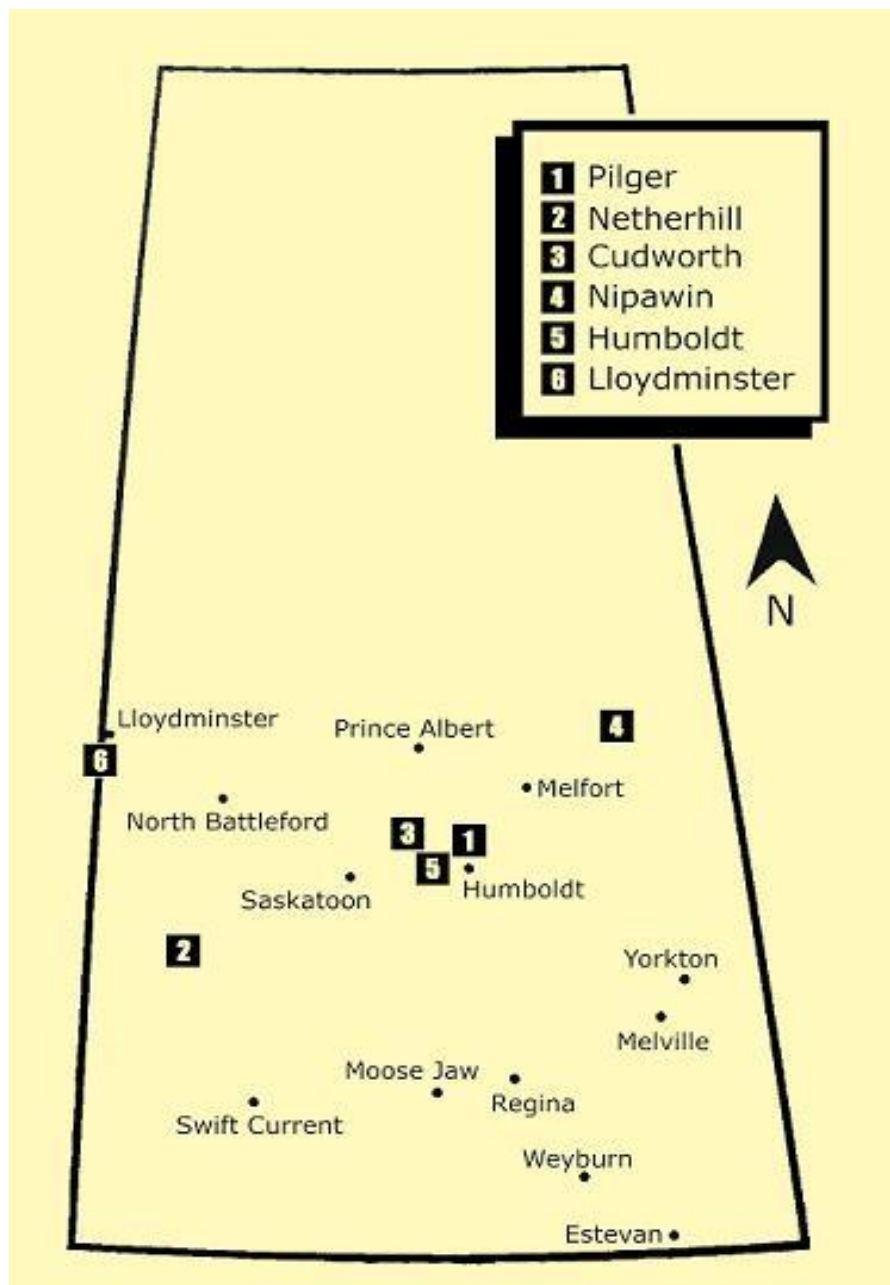 1 Pilger
2 Netherhill
3 Cudworth
4 Nipawin
5 Humboldt
6 Lloydminster
N
Lloydminster
4
Prince Albert
6
Melfort
North Battleford
3
1
5
Humboldt
Saskatoon
2
Yorkton
Melville
Moose Jaw
Regina
Swift Current
Weyburn
Estevan